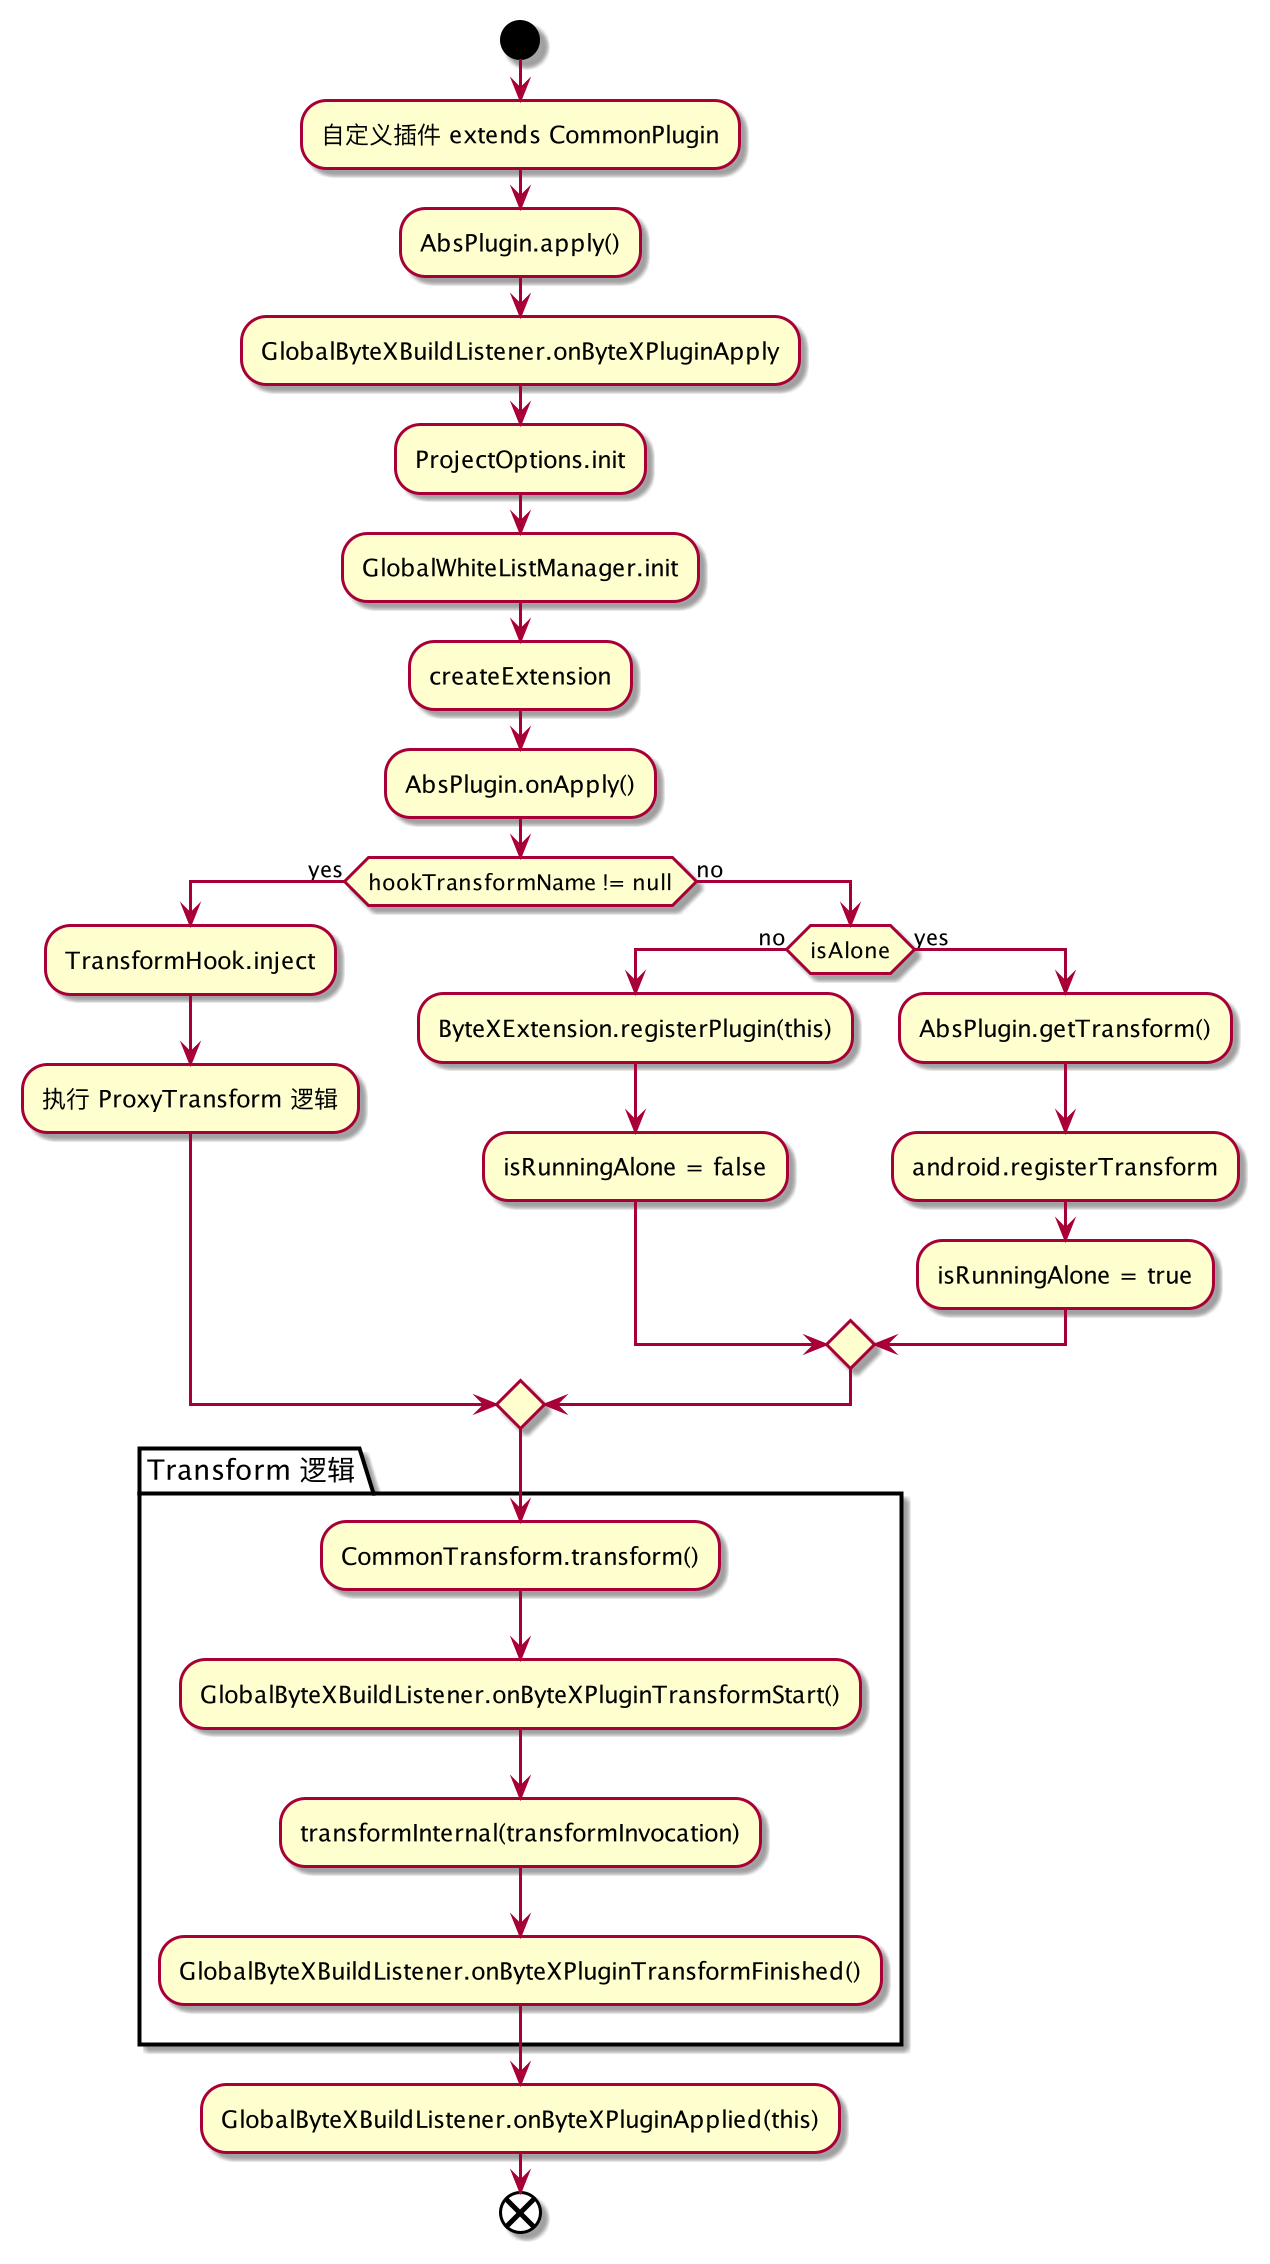 自定义插件 extends CommonPlugin
AbsPlugin.apply()
GlobalByteXBuildListener.onByteXPluginApply
ProjectOptions.init
GlobalWhiteListManager.init
createExtension
AbsPlugin.onApply()
yes
hookTransformName != null
no
TransformHook.inject
执行 ProxyTransform 逻辑
no
isAlone
yes
ByteXExtension.registerPlugin(this)
isRunningAlone = false
AbsPlugin.getTransform()
android.registerTransform
isRunningAlone = true
Transform 逻辑
CommonTransform.transform()
GlobalByteXBuildListener.onByteXPluginTransformStart()
transformInternal(transformInvocation)
GlobalByteXBuildListener.onByteXPluginTransformFinished()
GlobalByteXBuildListener.onByteXPluginApplied(this)